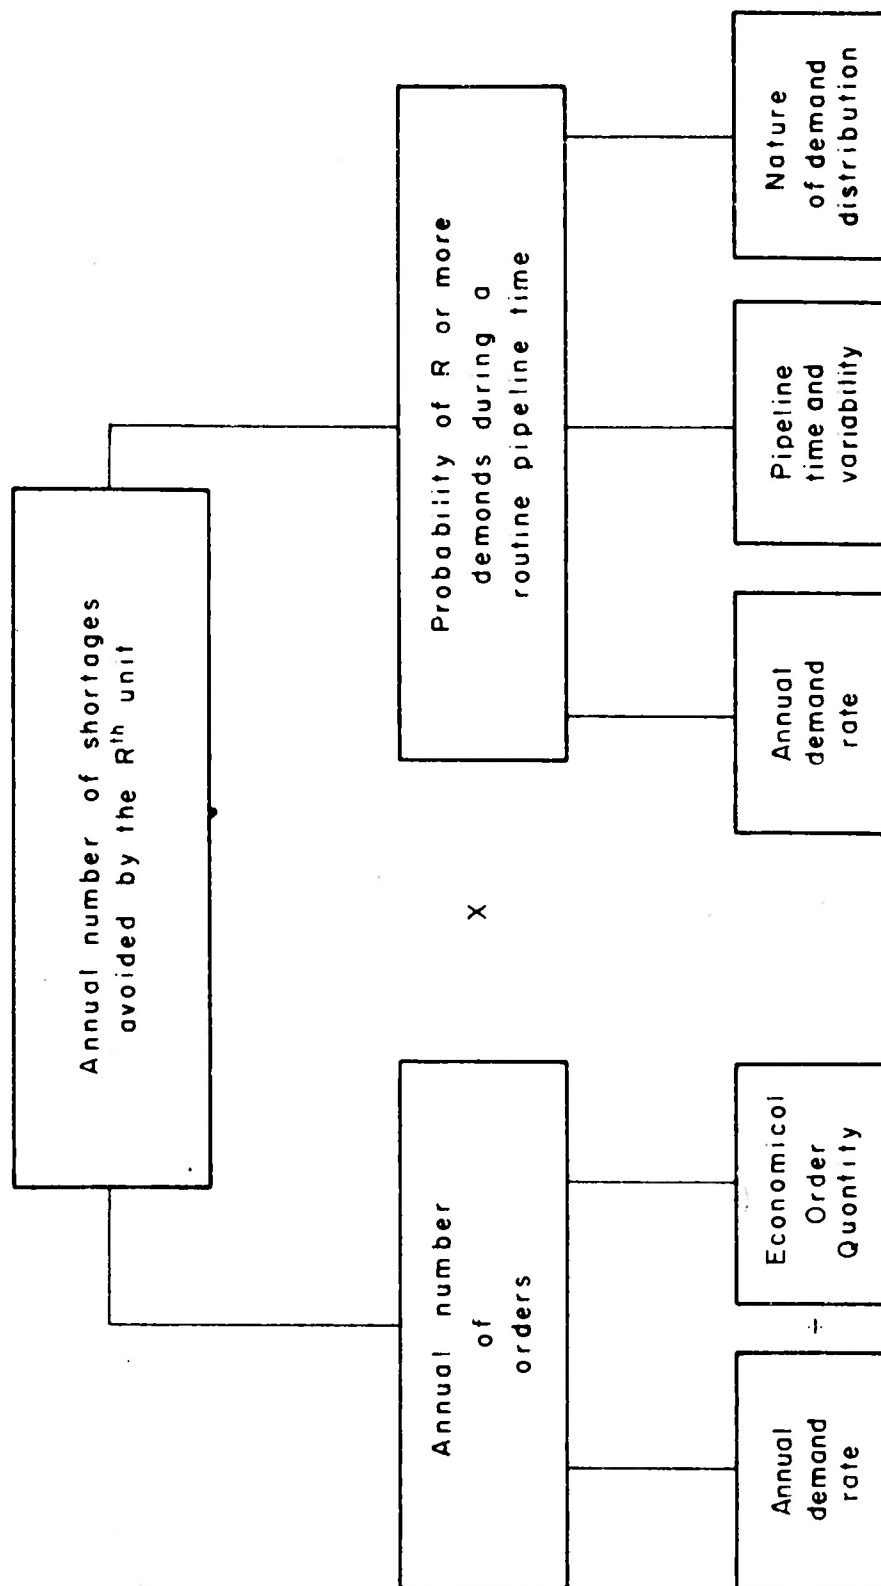 Annual number of shortages
avoided by the Rth unit
Annual number
of
orders
X
Probability of R or more
demands during a
routine pipeline time
Annual
demand
rate
÷
Economical
Order
Quantity
Annual
demand
rate
Pipeline
time and
variability
Nature
of demand
distribution